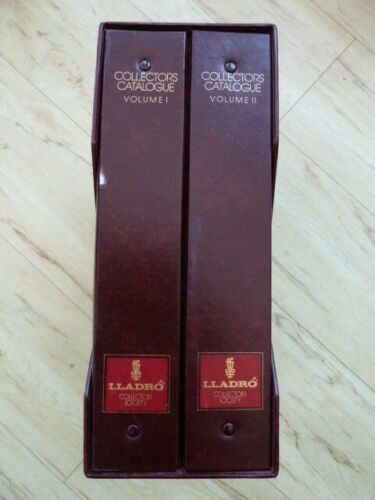 COLLECTORS
CATALOGUE
VOLUME I
LLADRÓ
COLLECTORS
SOCIETY
COLLECTORS
CATALOGUE
VOLUME II
LLADRÓ
COLLECTORS
SOCIETY